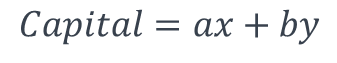 Capital = ax + by